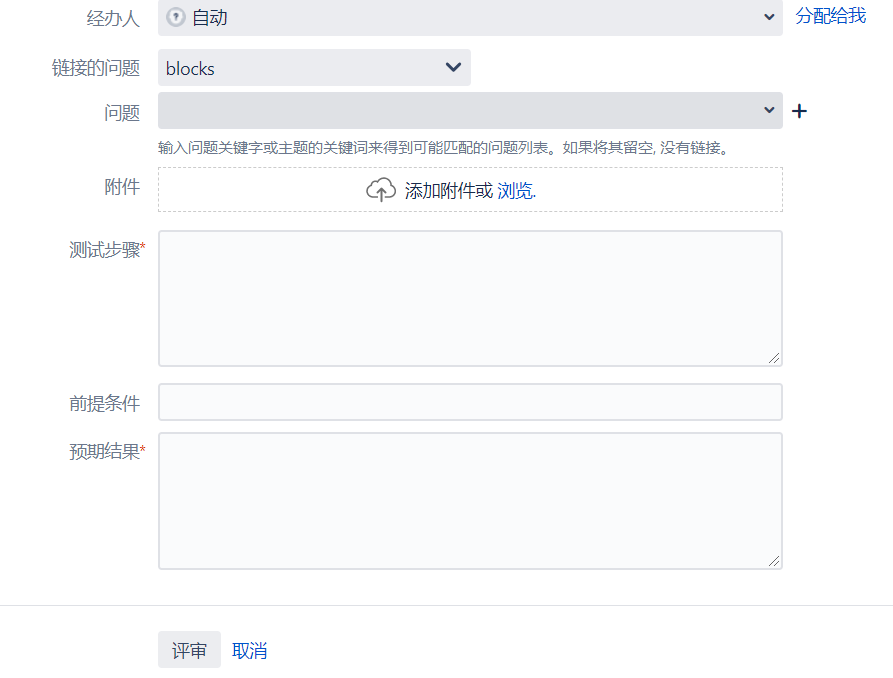 经办人 自动 分配给我
链接的问题 blocks
问题
输入问题关键字或主题的关键词来得到可能匹配的问题列表。如果将其留空, 没有链接。
附件 添加附件或 浏览.
测试步骤*
前提条件
预期结果*
评审 取消